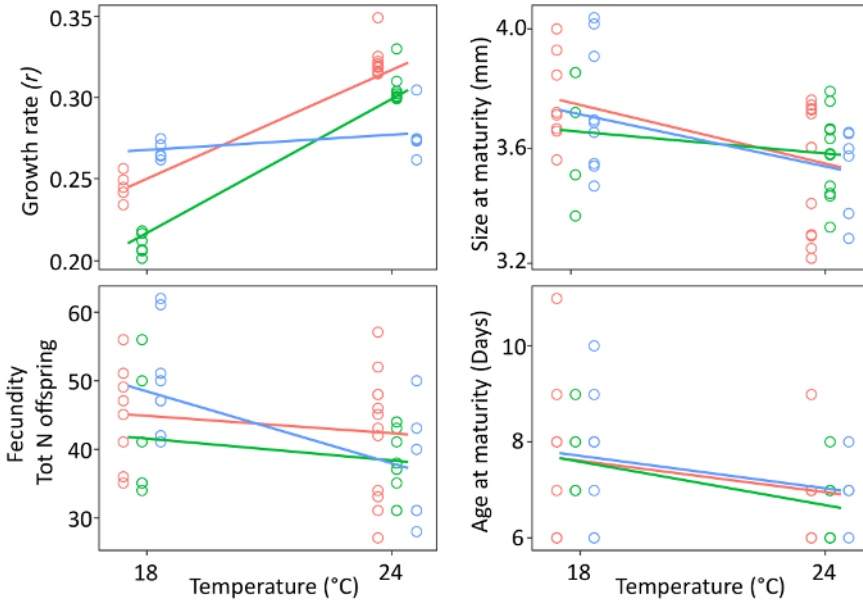 Growth rate (r)
0.35
0.30
0.25
0.20
Size at maturity (mm)
4.0
3.6
3.2
Fecundity
Tot N offspring
60
50
40
30
18
Temperature (°C)
24
Age at maturity (Days)
10
8
6
18
Temperature (°C)
24